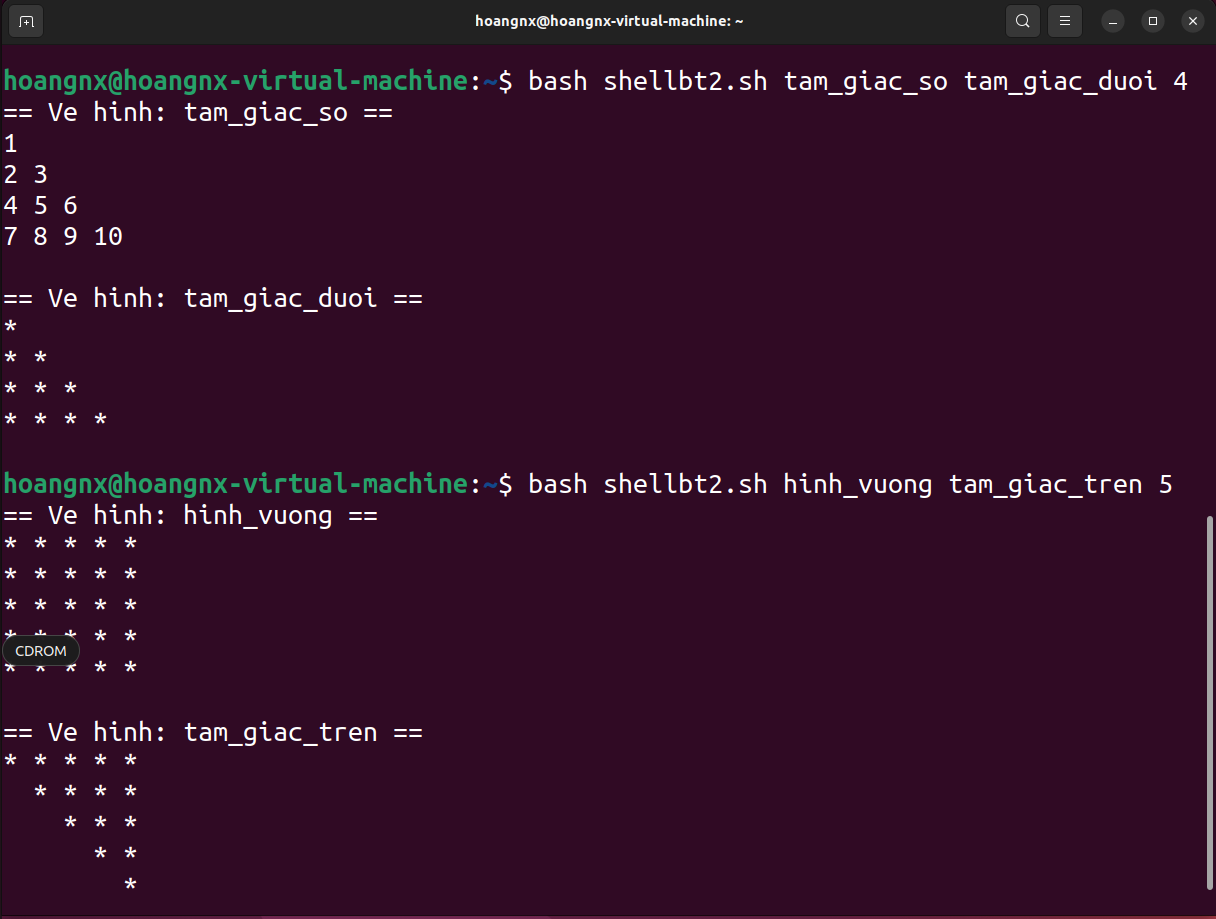 hoangnx@hoangnx-virtual-machine: ~
hoangnx@hoangnx-virtual-machine:~$ bash shellbt2.sh tam_giac_so tam_giac_duoi 4
== Ve hinh: tam_giac_so ==
1
2 3
4 5 6
7 8 9 10
== Ve hinh: tam_giac_duoi ==
*
* *
* * *
* * * *
hoangnx@hoangnx-virtual-machine:~$ bash shellbt2.sh hinh_vuong tam_giac_tren 5
== Ve hinh: hinh_vuong ==
* * * * *
* * * * *
* * * * *
* * * * *
CDROM
* * * * *
== Ve hinh: tam_giac_tren ==
* * * * *
  * * * *
    * * *
      * *
        *